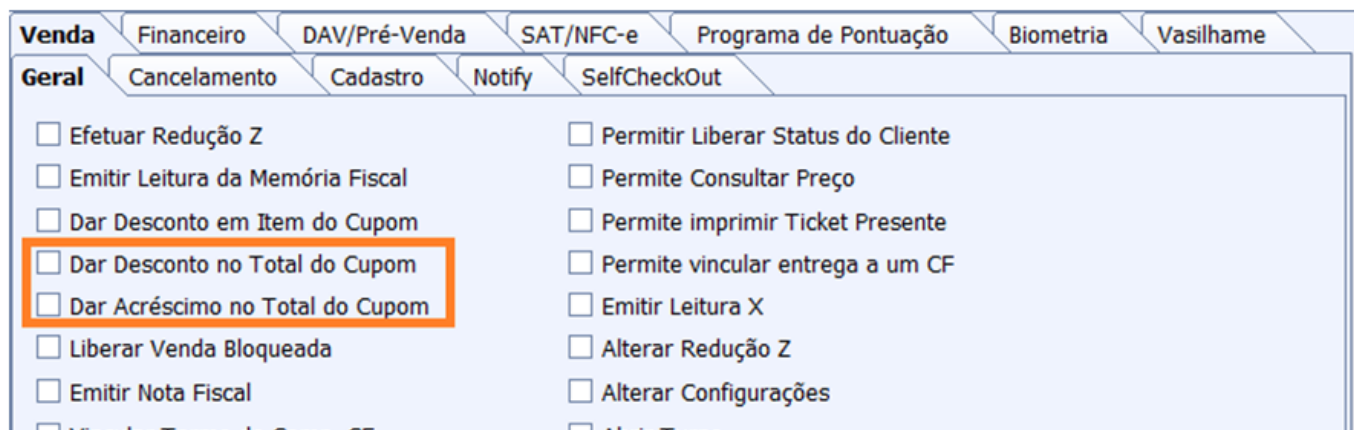 Venda Financeiro DAV/Pré-Venda SAT/NFC-e Programa de Pontuação Biometria Vasilhame
Geral Cancelamento Cadastro Notify SelfCheckOut
Efetuar Redução Z
Emitir Leitura da Memória Fiscal
Dar Desconto em Item do Cupom
Dar Desconto no Total do Cupom
Dar Acréscimo no Total do Cupom
Liberar Venda Bloqueada
Emitir Nota Fiscal
Permitir Liberar Status do Cliente
Permite Consultar Preço
Permite imprimir Ticket Presente
Permite vincular entrega a um CF
Emitir Leitura X
Alterar Redução Z
Alterar Configurações